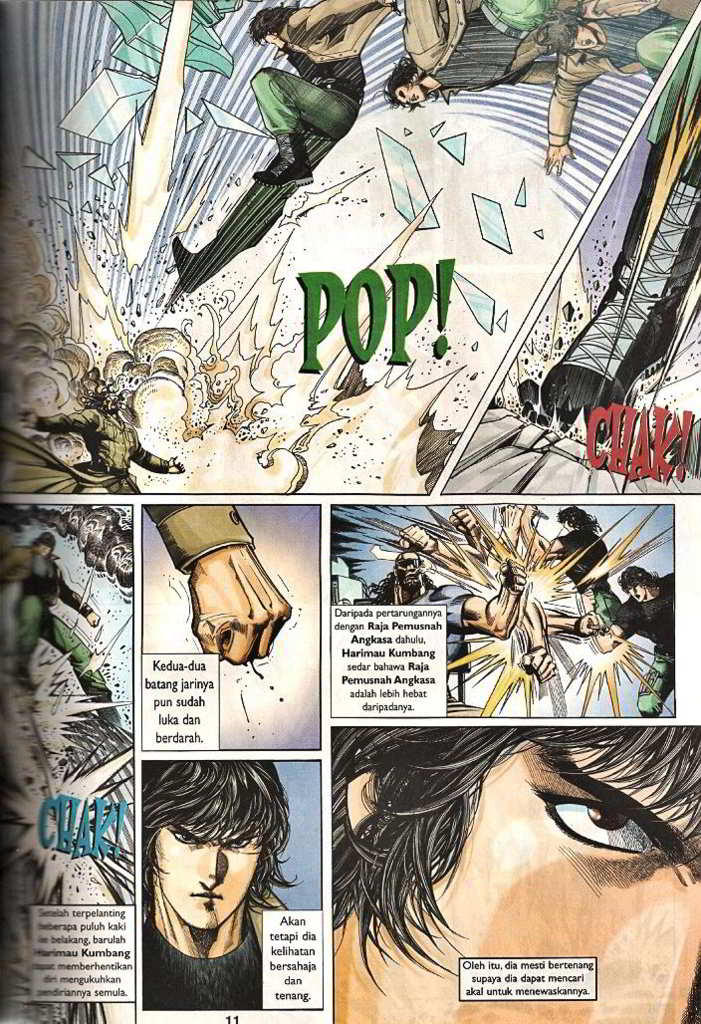 POP!
CHAK!
CHAK!
Setelah terpelanting
beberapa puluh kaki
ke belakang, barulah
Harimau Kumbang
dapat memberhentikan
diri mengukuhkan
pendiriannya semula.
Kedua-dua
batang jarinya
pun sudah
luka dan
berdarah.
Daripada pertarungannya
dengan Raja Pemusnah
Angkasa dahulu,
Harimau Kumbang
sedar bahawa Raja
Pemusnah Angkasa
adalah lebih hebat
daripadanya.
Akan
tetapi dia
kelihatan
bersahaja
dan
tenang.
Oleh itu, dia mesti bertenang
supaya dia dapat mencari
akal untuk menewaskannya.
11